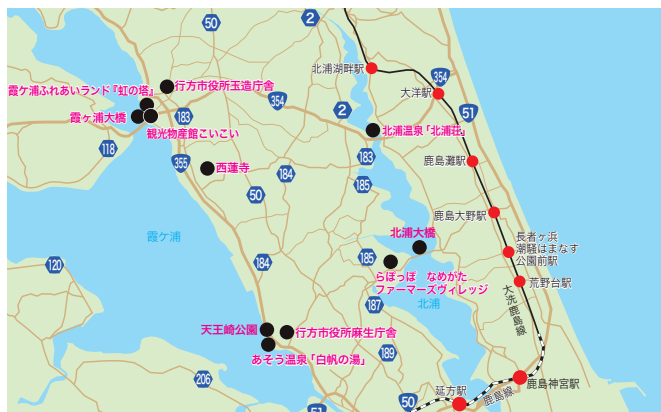 50
2
北浦湖畔駅
354
大洋駅
行方市役所玉造庁舎
霞ケ浦ふれあいランド『虹の塔』
354
2
51
霞ヶ浦大橋
183
観光物産館こいこい
北浦温泉「北浦荘」
118
355
西蓮寺
183
鹿島灘駅
184
185
50
鹿島大野駅
北浦大橋
霞ケ浦
長者ヶ浜
潮騒はまなす
公園前駅
120
184
185
らぽっぽ なめがた
ファーマーズヴィレッジ
荒野台駅
北浦
187
大洗鹿島線
天王崎公園
行方市役所麻生庁舎
あそう温泉「白帆の湯」
189
206
鹿島神宮駅
延方駅
鹿島線
50
51